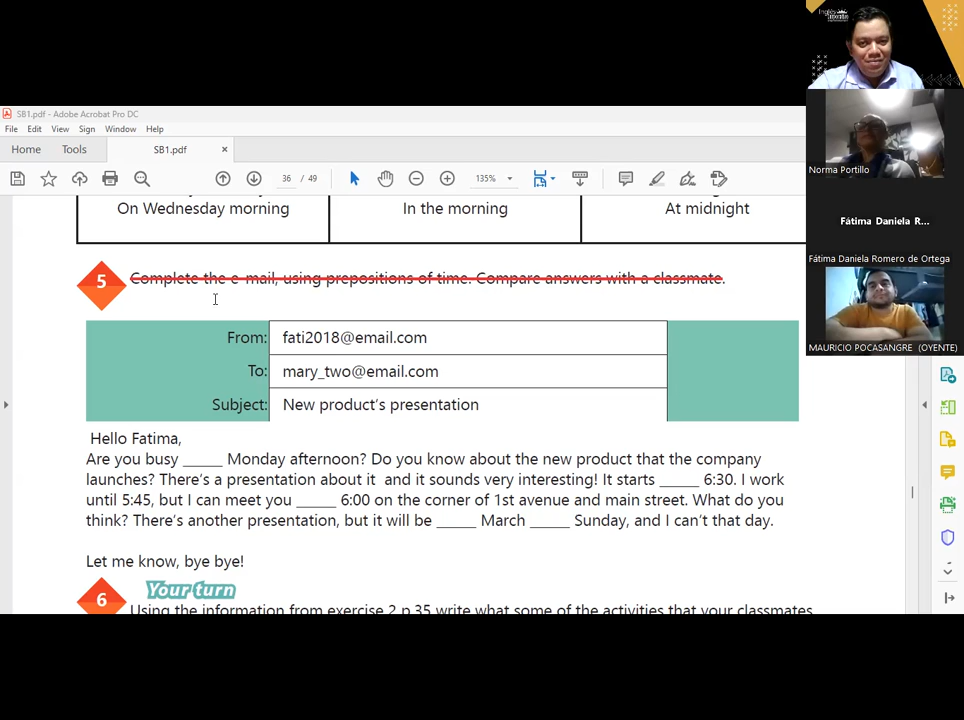 SB1.pdf - Adobe Acrobat Pro DC
File Edit View Sign Window Help
Home Tools SB1.pdf ×
36 / 49 135%
On Wednesday morning In the morning At midnight
5 Complete the e-mail, using prepositions of time. Compare answers with a classmate.
From: fati2018@email.com
To: mary_two@email.com
Subject: New product's presentation
Hello Fatima,
Are you busy _____ Monday afternoon? Do you know about the new product that the company
launches? There's a presentation about it and it sounds very interesting! It starts _____ 6:30. I work
until 5:45, but I can meet you _____ 6:00 on the corner of 1st avenue and main street. What do you
think? There's another presentation, but it will be _____ March _____ Sunday, and I can't that day.
Let me know, bye bye!
Your turn
6 Using the information from exercise 2 p.35 write what some of the activities that your classmates
Inglés
Norma Portillo
Fátima Daniela R...
Fátima Daniela Romero de Ortega
MAURICIO POCASANGRE (OYENTE)